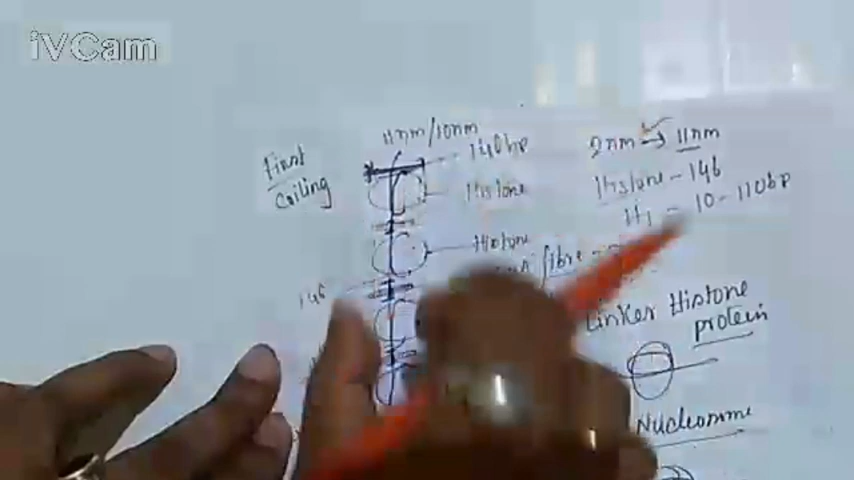 iVCam
11nm/10nm
First
Coiling
146bp
Histone
Histone
146
2nm → 11nm
Histone - 146
H1 - 10-110bp
fibre -
Linker Histone
protein
Nucleosome